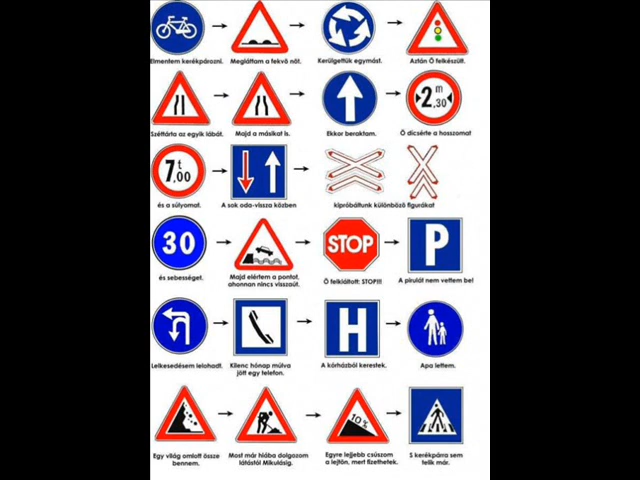 Elmentem kerékpározni.
Megláttam a fekvő nőt.
Kerülgettük egymást.
Aztán Ő felkészült.
Széttárta az egyik lábát.
Majd a másikat is.
Ekkor beraktam.
2 m
,30
Ő dicsérte a hosszomat
7 t
,00
és a súlyomat.
A sok oda-vissza közben
kipróbáltunk különböző figurákat
30
és sebességet.
Majd elértem a pontot,
ahonnan nincs visszaút.
STOP
Ő felkiáltott: STOP!!!
P
A pirulát nem vettem be!
Lelkesedésem lelohadt.
Kilenc hónap múlva
jött egy telefon.
H
A kórházból kerestek.
Apa lettem.
Egy világ omlott össze
bennem.
Most már hiába dolgozom
látástól Mikulásig.
10%
Egyre lejjebb csúszom
a lejtőn, mert fizethetek.
S kerékpárra sem
telik már.